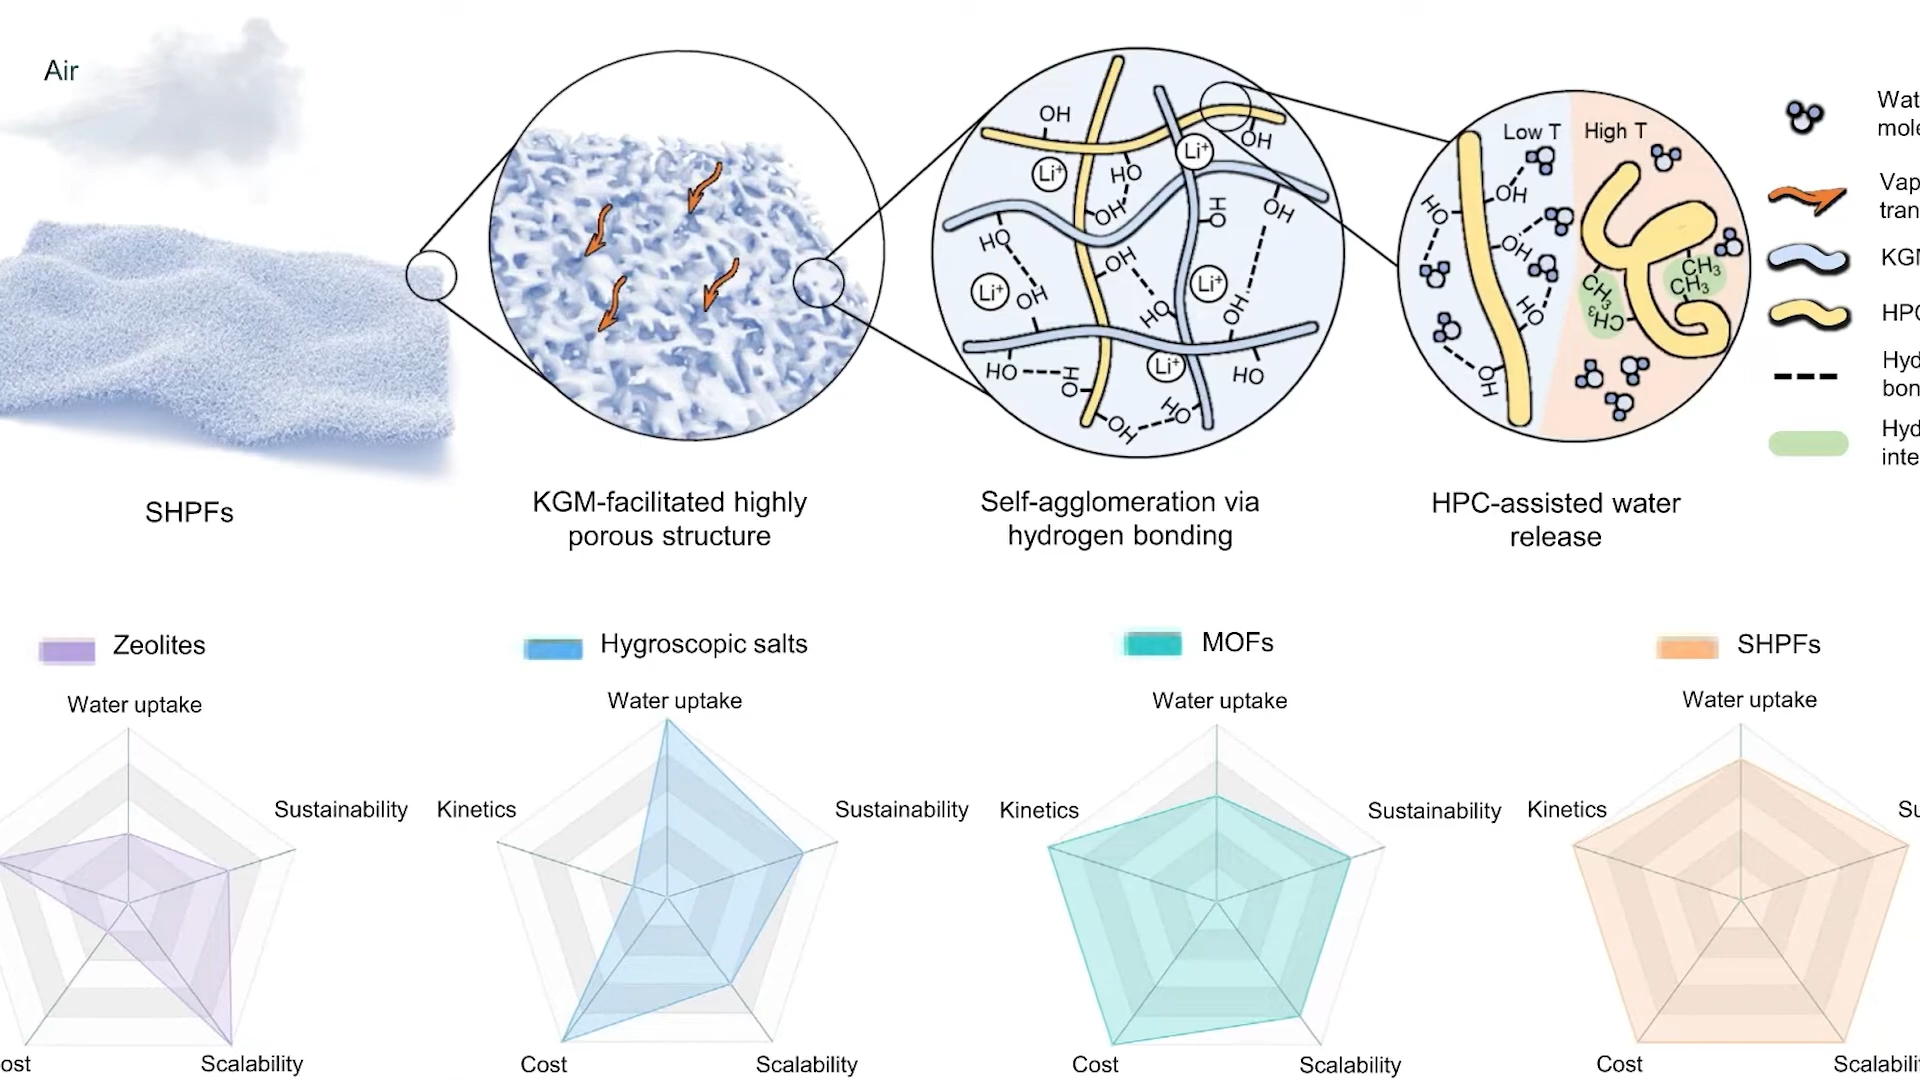 Air
SHPFs
KGM-facilitated highly
porous structure
OH
OH
Li⁺
Li⁺
HO
OH
OH
HO
HO
OH
Li⁺
OH
Li⁺
HO
OH
HO
HO
Li⁺
HO
HO
OH
Self-agglomeration via
hydrogen bonding
Low T
High T
OH
HO
OH
HO
OH
CH₃
CH₃
CH₃
CH₃
HPC-assisted water
release
Zeolites
Water uptake
Sustainability
Scalability
Hygroscopic salts
Water uptake
Kinetics
Sustainability
Cost
Scalability
MOFs
Water uptake
Kinetics
Sustainability
Cost
Scalability
SHPFs
Water uptake
Kinetics
Cost